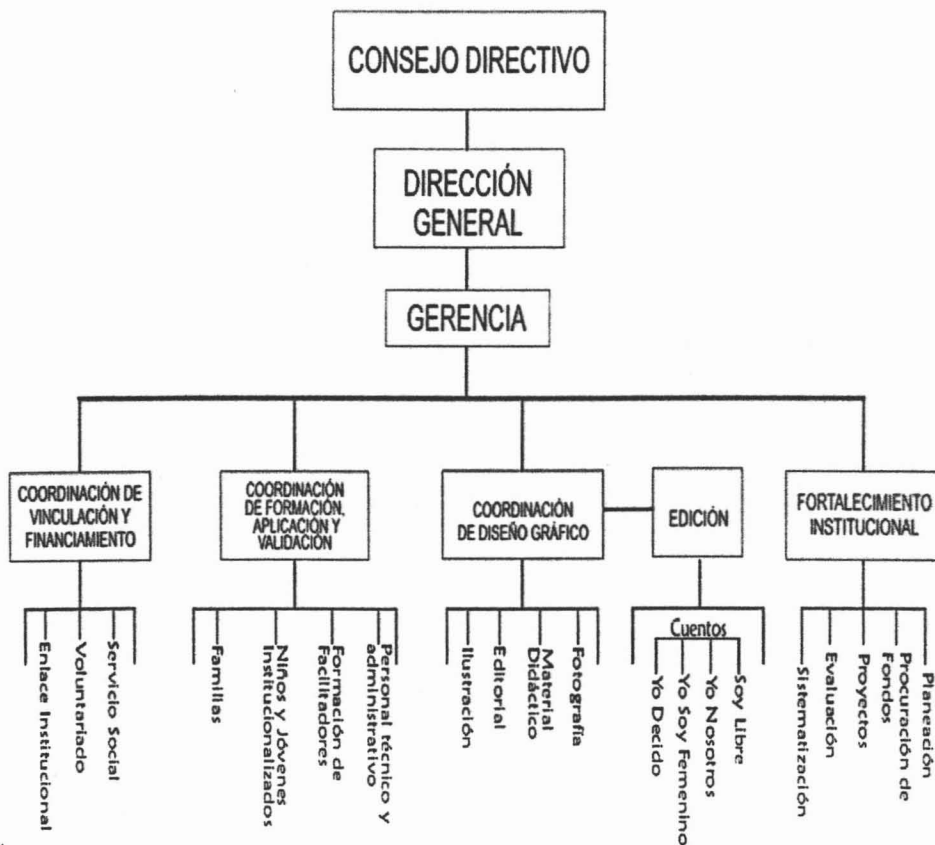 CONSEJO DIRECTIVO
DIRECCIÓN
GENERAL
GERENCIA
COORDINACIÓN DE
VINCULACIÓN Y
FINANCIAMIENTO
COORDINACIÓN
DE FORMACIÓN,
APLICACIÓN Y
VALIDACIÓN
COORDINACIÓN
DE DISEÑO GRÁFICO
EDICIÓN
FORTALECIMIENTO
INSTITUCIONAL
Enlace Institucional
Voluntariado
Servicio Social
Familias
Niños y Jóvenes
Institucionalizados
Formación de
Facilitadores
Personal técnico y
administrativo
Ilustración
Editorial
Material
Didáctico
Fotografía
Cuentos
Yo Decido
Yo Soy Femenino
Yo Nosotros
Soy Libre
Sistematización
Evaluación
Proyectos
Procuración de
Fondos
Planeación